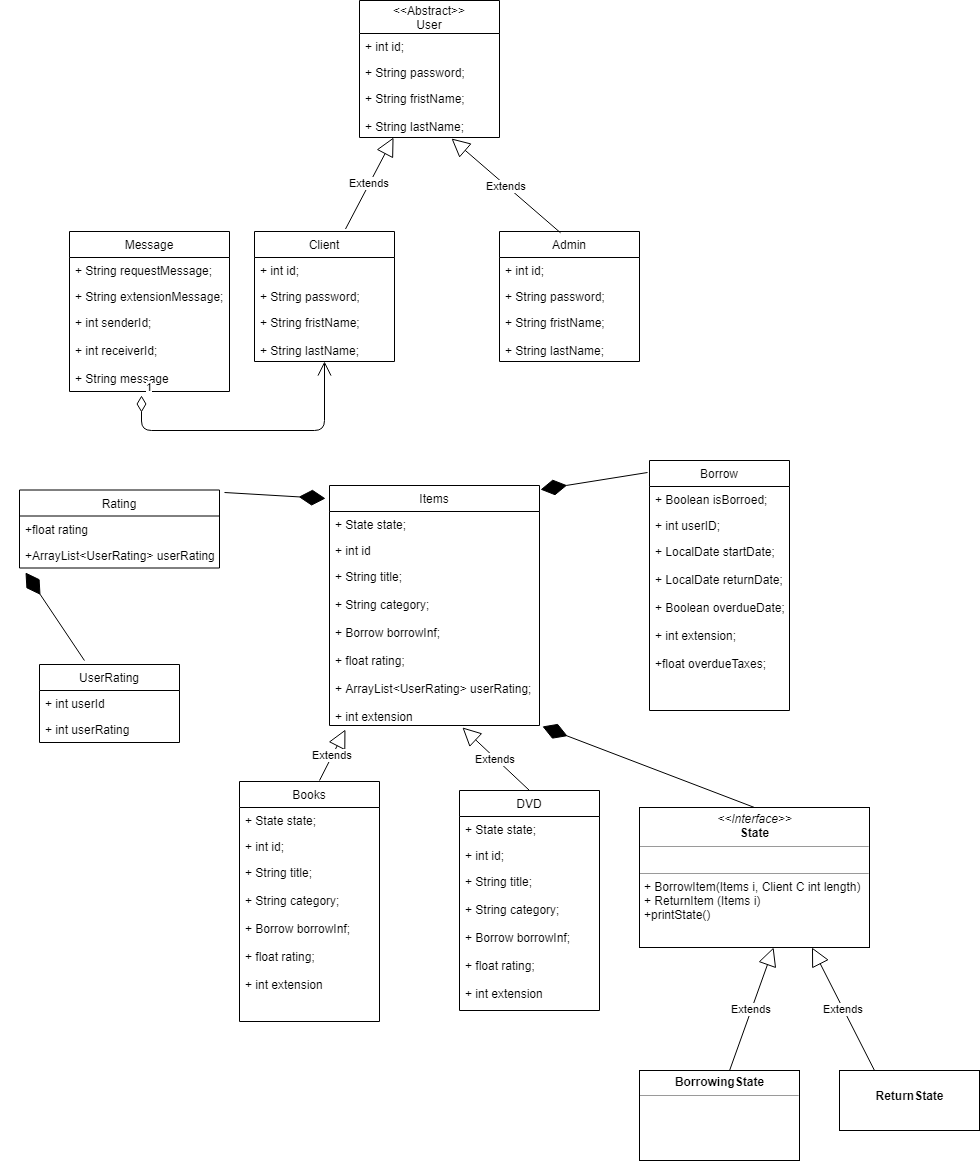 <<Abstract>>
User
+ int id;
+ String password;
+ String fristName;
+ String lastName;
Extends
Extends
Message
+ String requestMessage;
+ String extensionMessage;
+ int senderId;
+ int receiverId;
+ String message
1
Client
+ int id;
+ String password;
+ String fristName;
+ String lastName;
Admin
+ int id;
+ String password;
+ String fristName;
+ String lastName;
Rating
+float rating
+ArrayList<UserRating> userRating
Items
+ State state;
+ int id
+ String title;
+ String category;
+ Borrow borrowInf;
+ float rating;
+ ArrayList<UserRating> userRating;
+ int extension
Borrow
+ Boolean isBorroed;
+ int userID;
+ LocalDate startDate;
+ LocalDate returnDate;
+ Boolean overdueDate;
+ int extension;
+float overdueTaxes;
UserRating
+ int userId
+ int userRating
Extends
Extends
Books
+ State state;
+ int id;
+ String title;
+ String category;
+ Borrow borrowInf;
+ float rating;
+ int extension
DVD
+ State state;
+ int id;
+ String title;
+ String category;
+ Borrow borrowInf;
+ float rating;
+ int extension
<<Interface>>
State
+ BorrowItem(Items i, Client C int length)
+ ReturnItem (Items i)
+printState()
Extends
Extends
BorrowingState
ReturnState